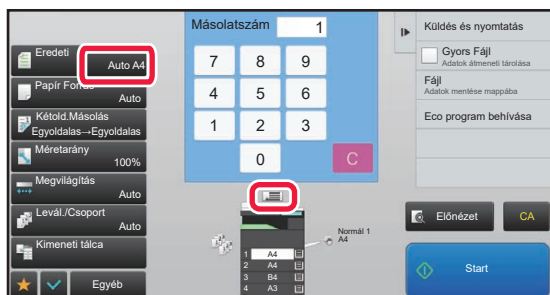 Eredeti
Auto A4
Papír Forrás
Auto
Kétold.Másolás
Egyoldalas→Egyoldalas
Méretarány
100%
Megvilágítás
Auto
Levál./Csoport
Auto
Kimeneti tálca
Egyéb
Másolatszám 1
7 8 9
4 5 6
1 2 3
0 C
Normál 1
A4
1 A4
2 A4
3 B4
4 A3
Küldés és nyomtatás
Gyors Fájl
Adatok átmeneti tárolása
Fájl
Adatok mentése mappába
Eco program behívása
Előnézet CA
Start